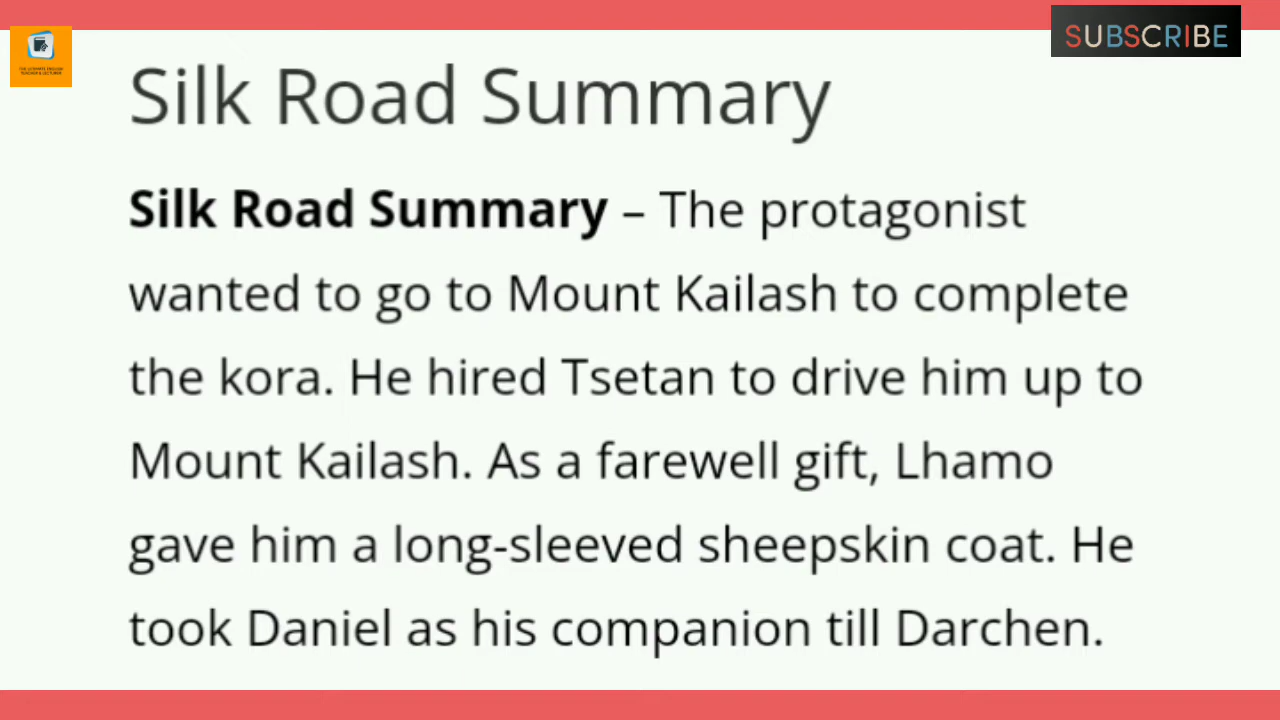 SUBSCRIBE
Silk Road Summary
Silk Road Summary – The protagonist
wanted to go to Mount Kailash to complete
the kora. He hired Tsetan to drive him up to
Mount Kailash. As a farewell gift, Lhamo
gave him a long-sleeved sheepskin coat. He
took Daniel as his companion till Darchen.